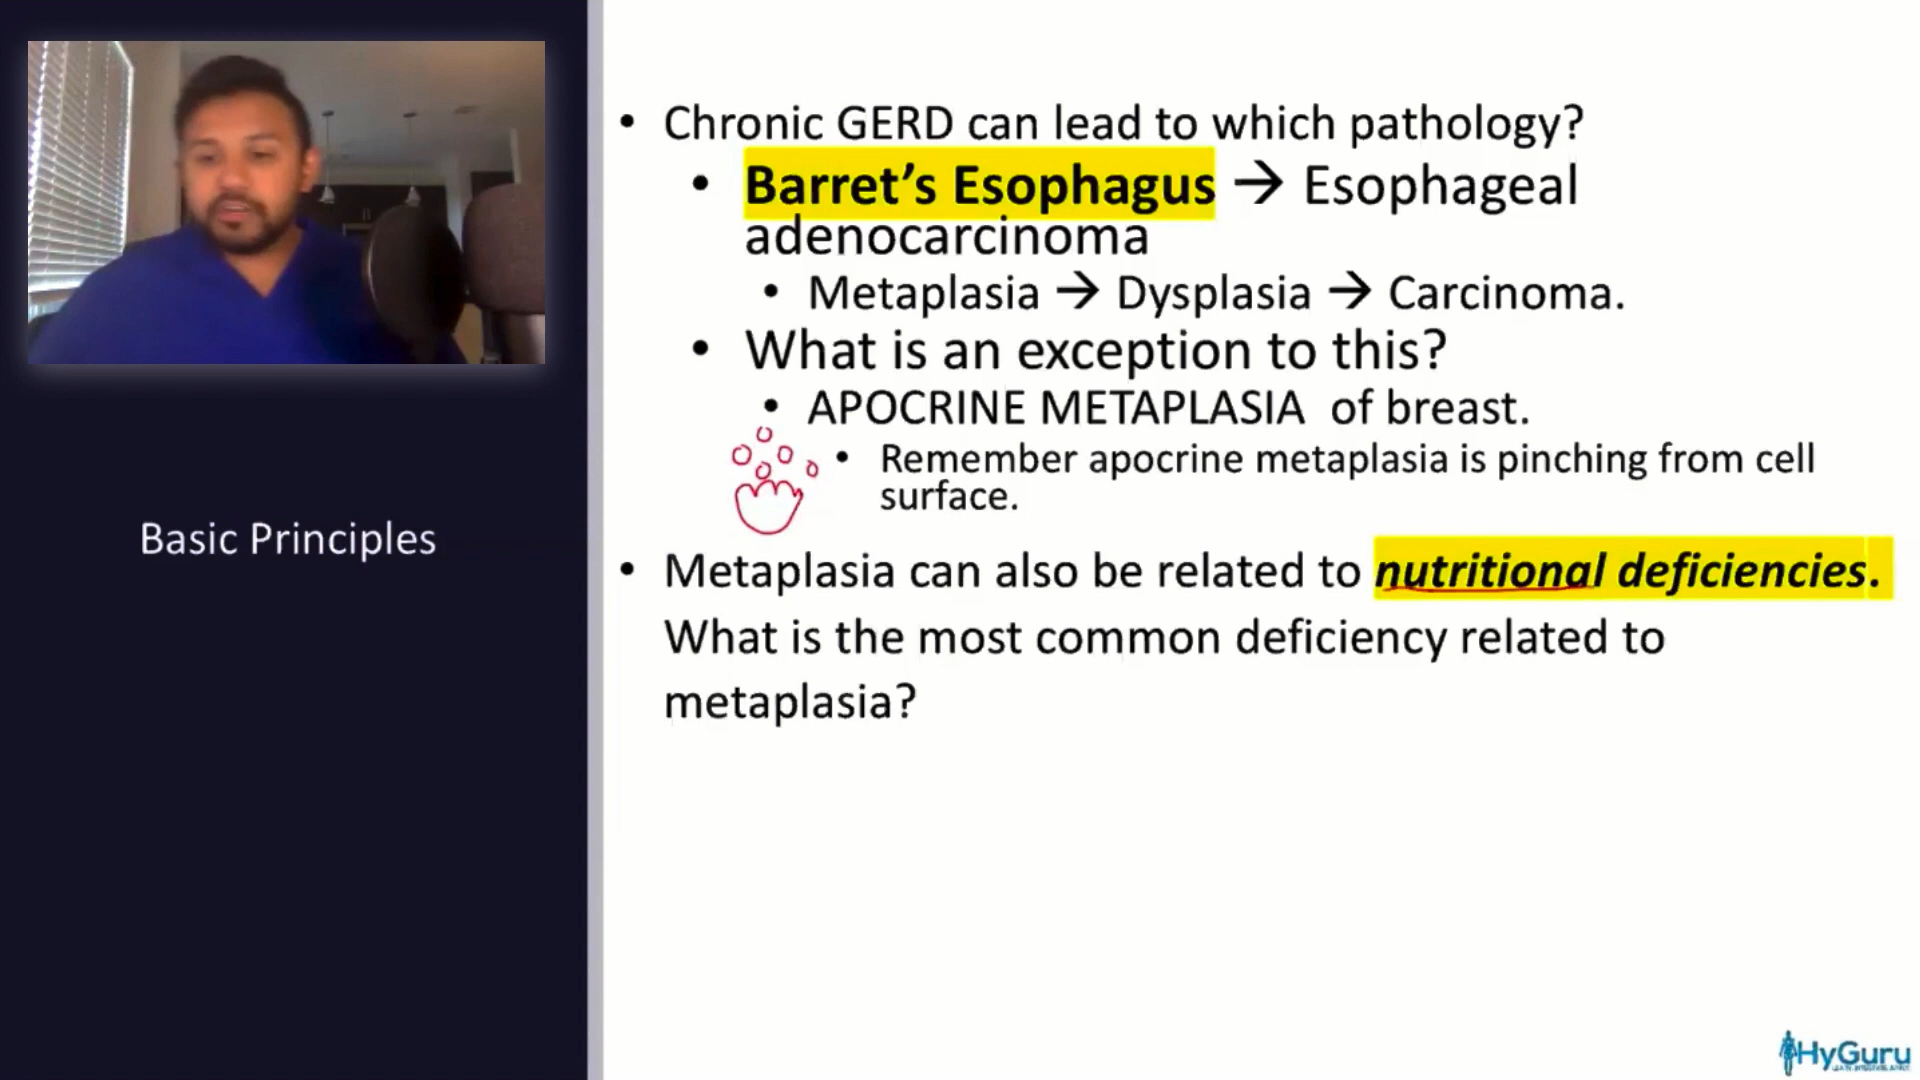 • Chronic GERD can lead to which pathology?
• Barret’s Esophagus → Esophageal
adenocarcinoma
• Metaplasia → Dysplasia → Carcinoma.
• What is an exception to this?
• APOCRINE METAPLASIA of breast.
• Remember apocrine metaplasia is pinching from cell
surface.
Basic Principles
• Metaplasia can also be related to nutritional deficiencies.
What is the most common deficiency related to
metaplasia?
HyGuru